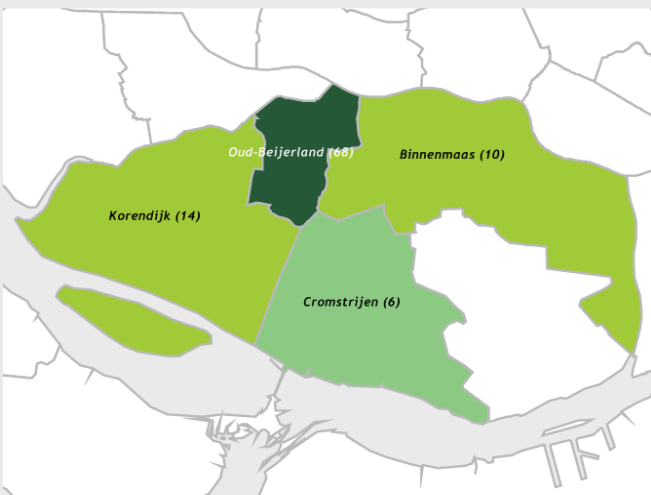 Oud-Beijerland (68)
Binnenmaas (10)
Korendijk (14)
Cromstrijen (6)